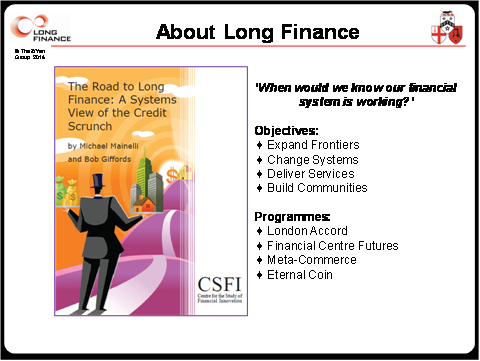 LONG
FINANCE
© The Z/Yen
Group 2016
About Long Finance
The Road to Long
Finance: A Systems
View of the Credit
Scrunch
by Michael Mainelli
and Bob Giffords
CSFI
Centre for the Study of
Financial Innovation
'When would we know our financial
system is working?'
Objectives:
♦ Expand Frontiers
♦ Change Systems
♦ Deliver Services
♦ Build Communities
Programmes:
♦ London Accord
♦ Financial Centre Futures
♦ Meta-Commerce
♦ Eternal Coin